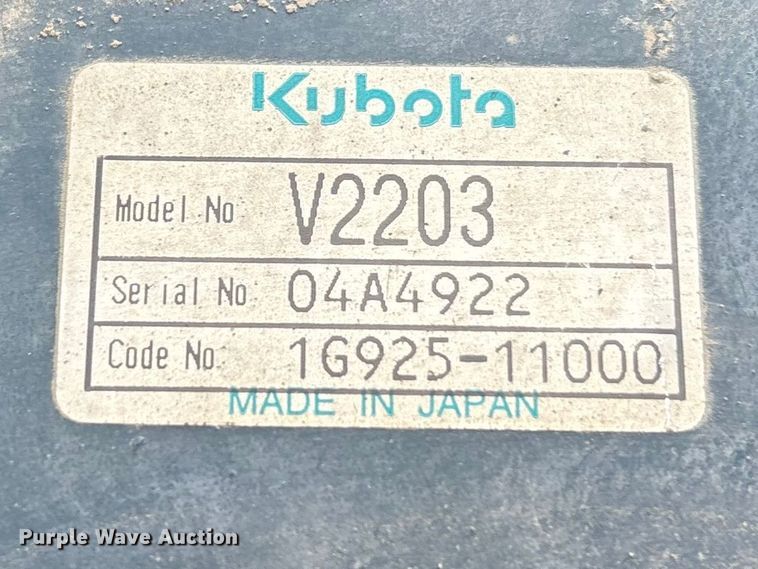 Kubota
Model No V2203
Serial No 04A4922
Code No. 1G925-11000
MADE IN JAPAN
Purple Wave Auction